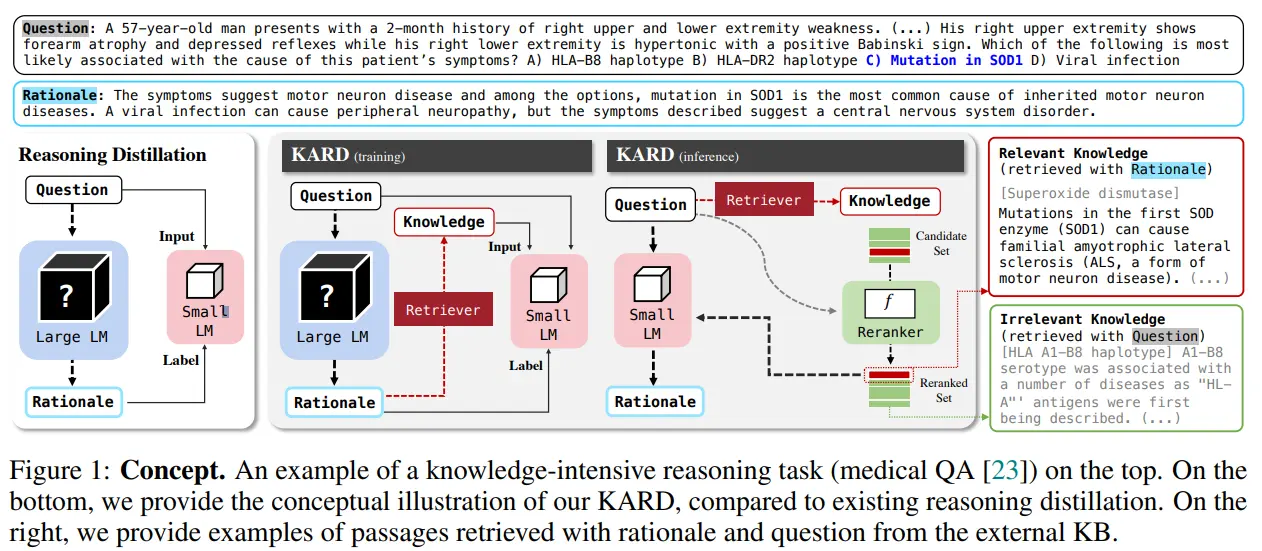 Question: A 57-year-old man presents with a 2-month history of right upper and lower extremity weakness. (...) His right upper extremity shows
forearm atrophy and depressed reflexes while his right lower extremity is hypertonic with a positive Babinski sign. Which of the following is most
likely associated with the cause of this patient's symptoms? A) HLA-B8 haplotype B) HLA-DR2 haplotype C) Mutation in SOD1 D) Viral infection
Rationale: The symptoms suggest motor neuron disease and among the options, mutation in SOD1 is the most common cause of inherited motor neuron
diseases. A viral infection can cause peripheral neuropathy, but the symptoms described suggest a central nervous system disorder.
Reasoning Distillation
Question
Input
?
Large LM
Small
LM
Label
Rationale
KARD (training)
Question
Knowledge
Input
?
Large LM
Retriever
Small
LM
Label
Rationale
KARD (inference)
Question
Retriever
Knowledge
Candidate
Set
Small
LM
f
Reranker
Reranked
Set
Rationale
Relevant Knowledge
(retrieved with Rationale)
[Superoxide dismutase]
Mutations in the first SOD
enzyme (SOD1) can cause
familial amyotrophic lateral
sclerosis (ALS, a form of
motor neuron disease). (...)
Irrelevant Knowledge
(retrieved with Question)
[HLA A1-B8 haplotype] A1-B8
serotype was associated with
a number of diseases as "HL-
A"' antigens were first
being described. (...)
Figure 1: Concept. An example of a knowledge-intensive reasoning task (medical QA [23]) on the top. On the
bottom, we provide the conceptual illustration of our KARD, compared to existing reasoning distillation. On the
right, we provide examples of passages retrieved with rationale and question from the external KB.